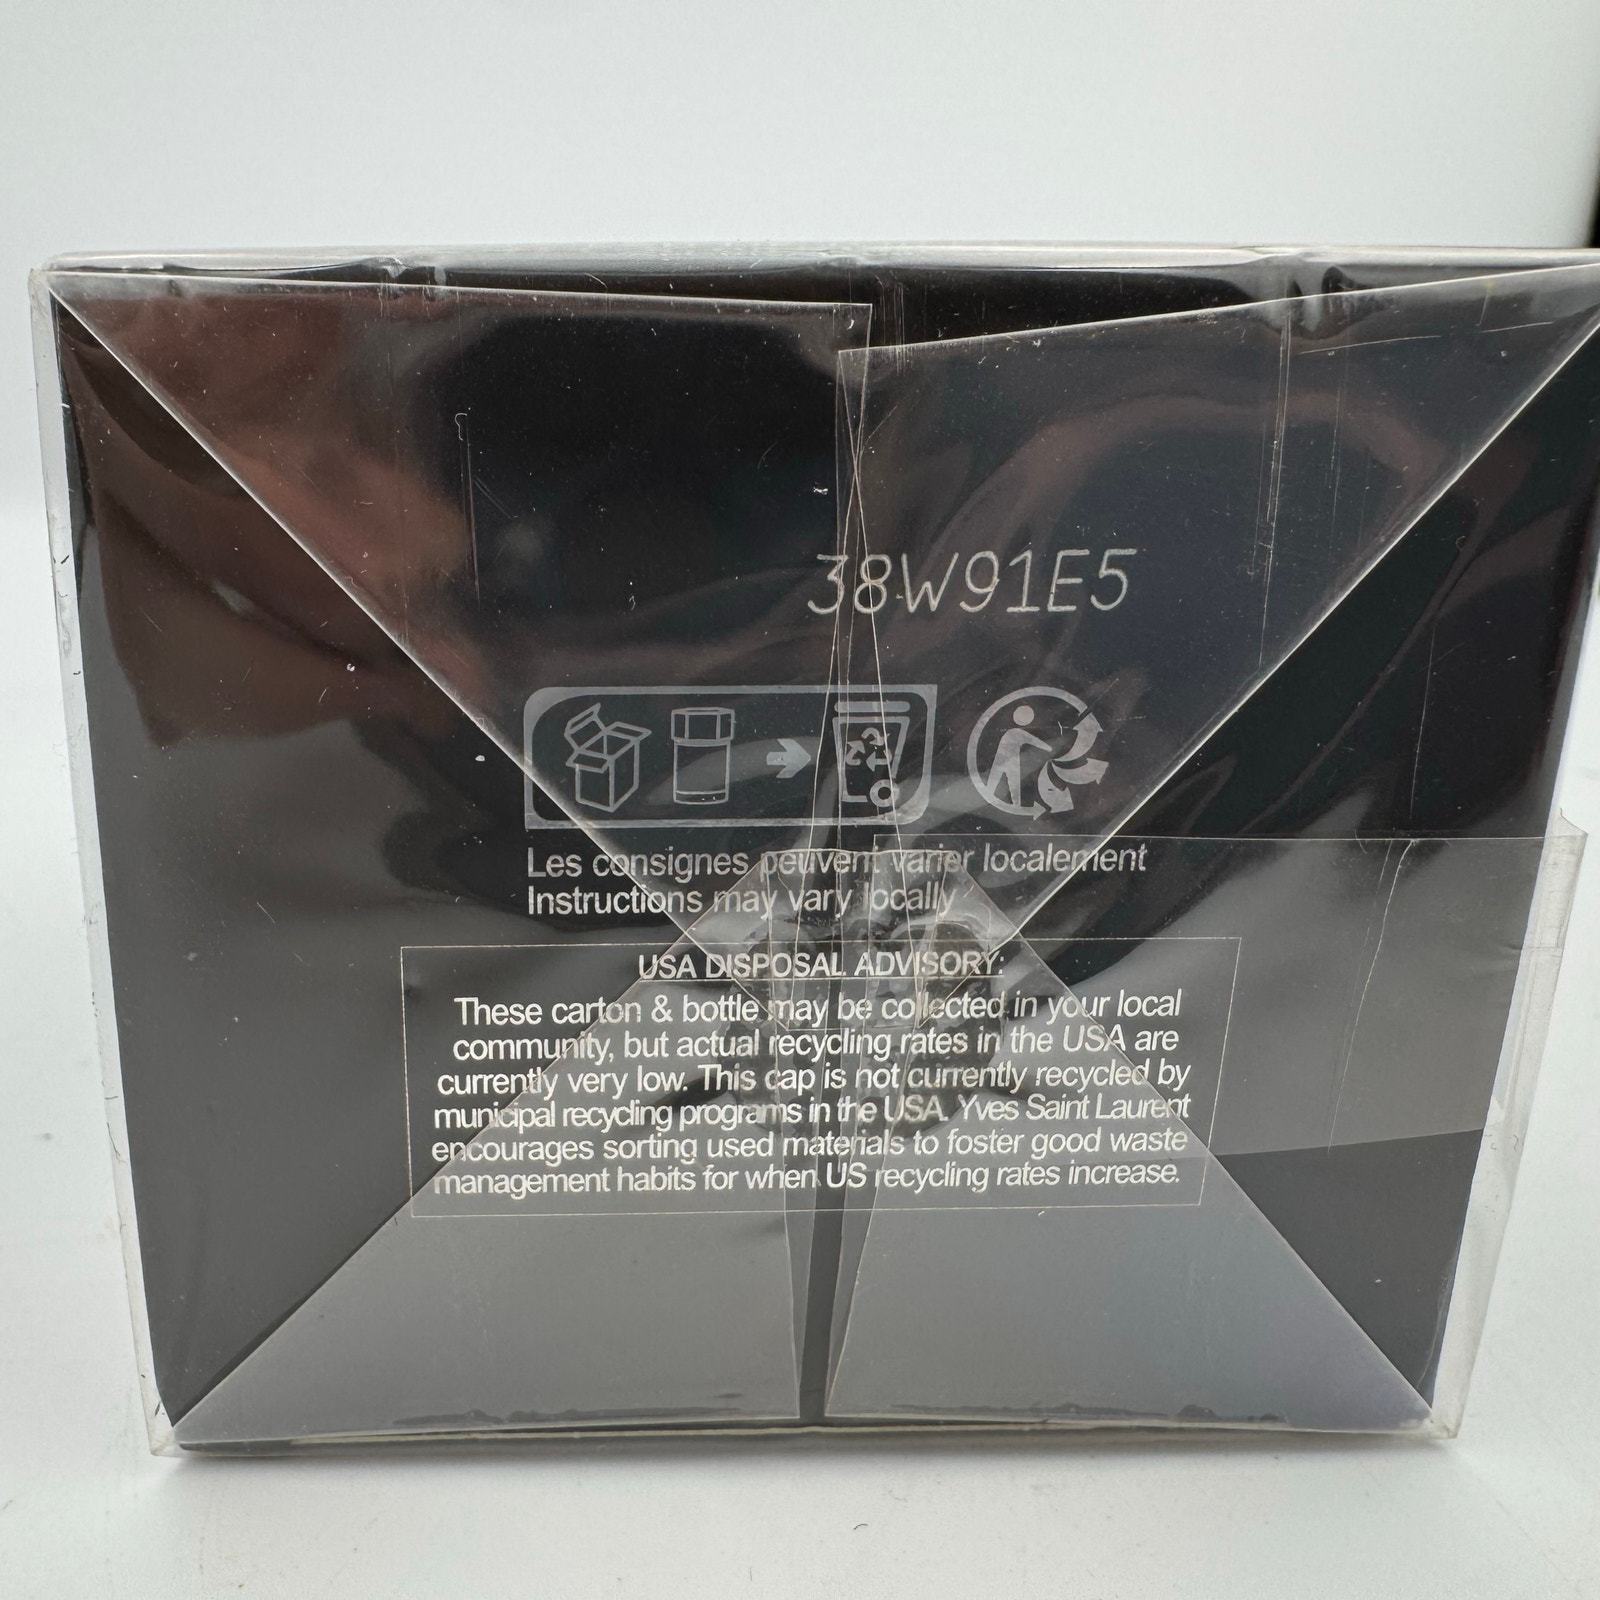 38W91E5
Les consignes peuvent varier localement
Instructions may vary locally
USA DISPOSAL ADVISORY:
These carton & bottle may be collected in your local
community, but actual recycling rates in the USA are
currently very low. This cap is not currently recycled by
municipal recycling programs in the USA. Yves Saint Laurent
encourages sorting used materials to foster good waste
management habits for when US recycling rates increase.